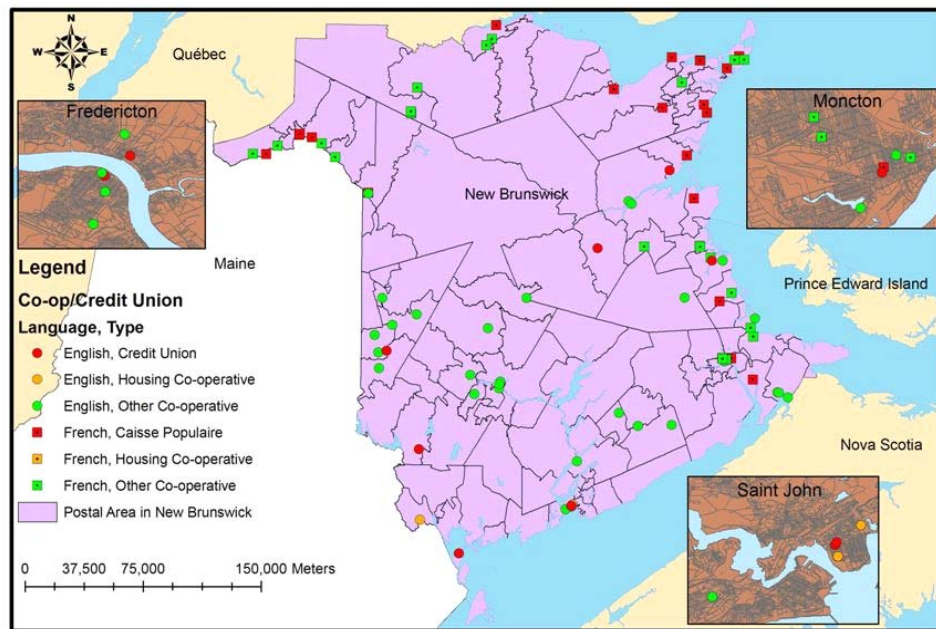 N
W E
S
Québec
Fredericton
Moncton
New Brunswick
Maine
Prince Edward Island
Legend
Co-op/Credit Union
Language, Type
English, Credit Union
English, Housing Co-operative
English, Other Co-operative
French, Caisse Populaire
French, Housing Co-operative
French, Other Co-operative
Postal Area in New Brunswick
Nova Scotia
Saint John
0 37,500 75,000 150,000 Meters